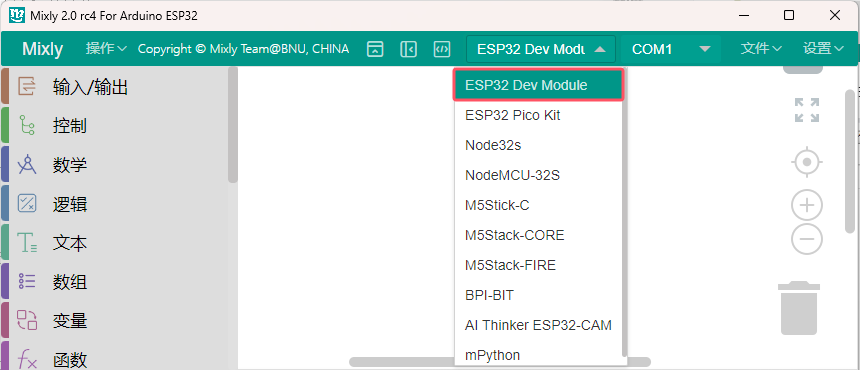 Mixly 2.0 rc4 For Arduino ESP32
Mixly 操作 Copyright © Mixly Team@BNU, CHINA ESP32 Dev Modu COM1 文件 设置
输入/输出
控制
数学
逻辑
文本
数组
变量
函数
ESP32 Dev Module
ESP32 Pico Kit
Node32s
NodeMCU-32S
M5Stick-C
M5Stack-CORE
M5Stack-FIRE
BPI-BIT
AI Thinker ESP32-CAM
mPython